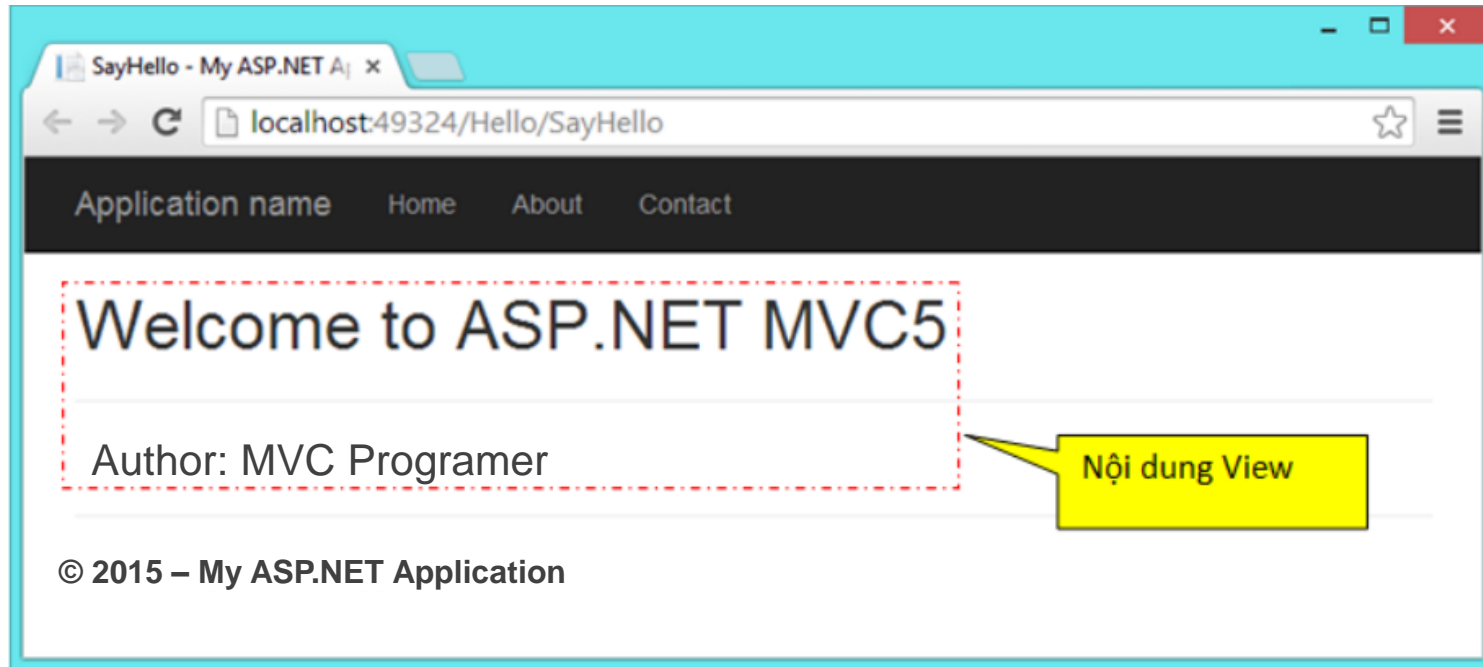 SayHello - My ASP.NET A
localhost:49324/Hello/SayHello
Application name Home About Contact
Welcome to ASP.NET MVC5
Author: MVC Programer
Nội dung View
© 2015 – My ASP.NET Application